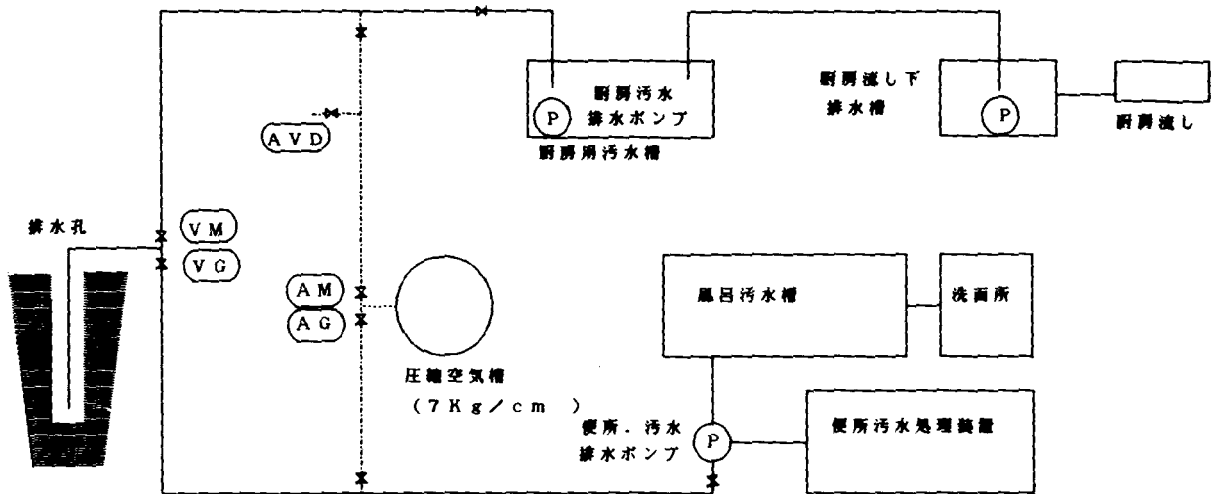 厨房汚水
排水ポンプ
P
厨房用汚水槽
厨房流し下
排水槽
P
厨房流し
AVD
排水孔
VM
VG
AM
AG
圧縮空気槽
(7Kg/cm )
風呂汚水槽
洗面所
便所.汚水
排水ポンプ
P
便所汚水処理装置